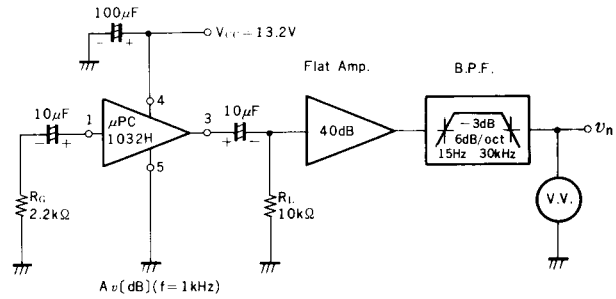 100μF
- +
Vcc=13.2V
Flat Amp.
B.P.F.
10μF
- +
1
4
μPC
1032H
3
5
10μF
+ -
40dB
-3dB
6dB/oct
15Hz 30kHz
vn
V.V.
RG
2.2kΩ
RL
10kΩ
Av[dB](f=1kHz)